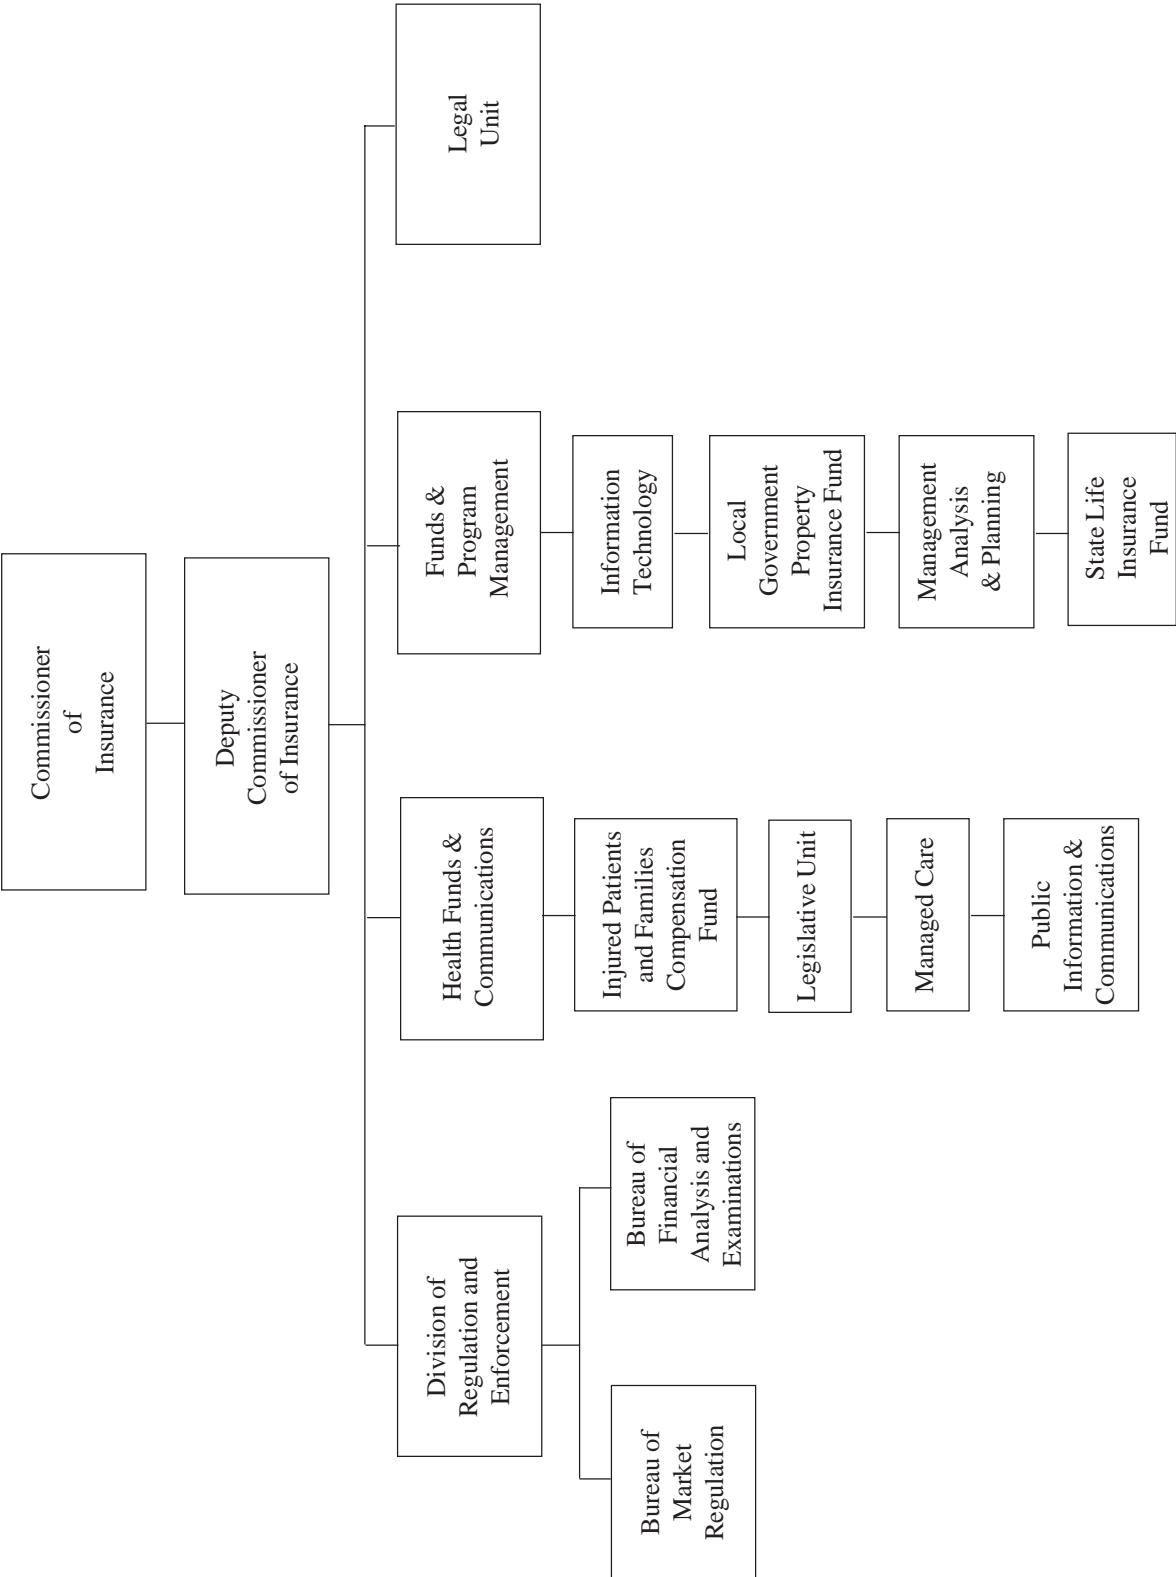 Commissioner
of
Insurance
Deputy
Commissioner
of Insurance
Division of
Regulation and
Enforcement
Health Funds &
Communications
Funds &
Program
Management
Legal
Unit
Bureau of
Market
Regulation
Bureau of
Financial
Analysis and
Examinations
Injured Patients
and Families
Compensation
Fund
Legislative Unit
Managed Care
Public
Information &
Communications
Information
Technology
Local
Government
Property
Insurance Fund
Management
Analysis
& Planning
State Life
Insurance
Fund